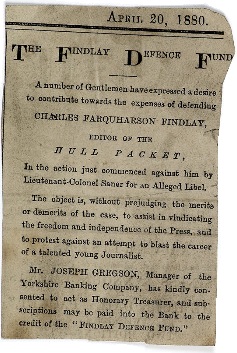 APRIL 20, 1880.
THE FINDLAY DEFENCE FUND
A number of Gentlemen have expressed a desire
to contribute towards the expenses of defending
CHARLES FARQUHARSON FINDLAY,
EDITOR OF THE
HULL PACKET,
In the action just commenced against him by
Lieutenant-Colonel Saner for an Alleged Libel.
The object is, without prejudging the merits
or demerits of the case, to assist in vindicating
the freedom and independence of the Press, and
to protest against an attempt to blast the career
of a talented young Journalist.
Mr. JOSEPH GREGSON, Manager of the
Yorkshire Banking Company, has kindly con-
sented to act as Honorary Treasurer, and sub-
scriptions may be paid into the Bank to the
credit of the "FINDLAY DEFENCE FUND."